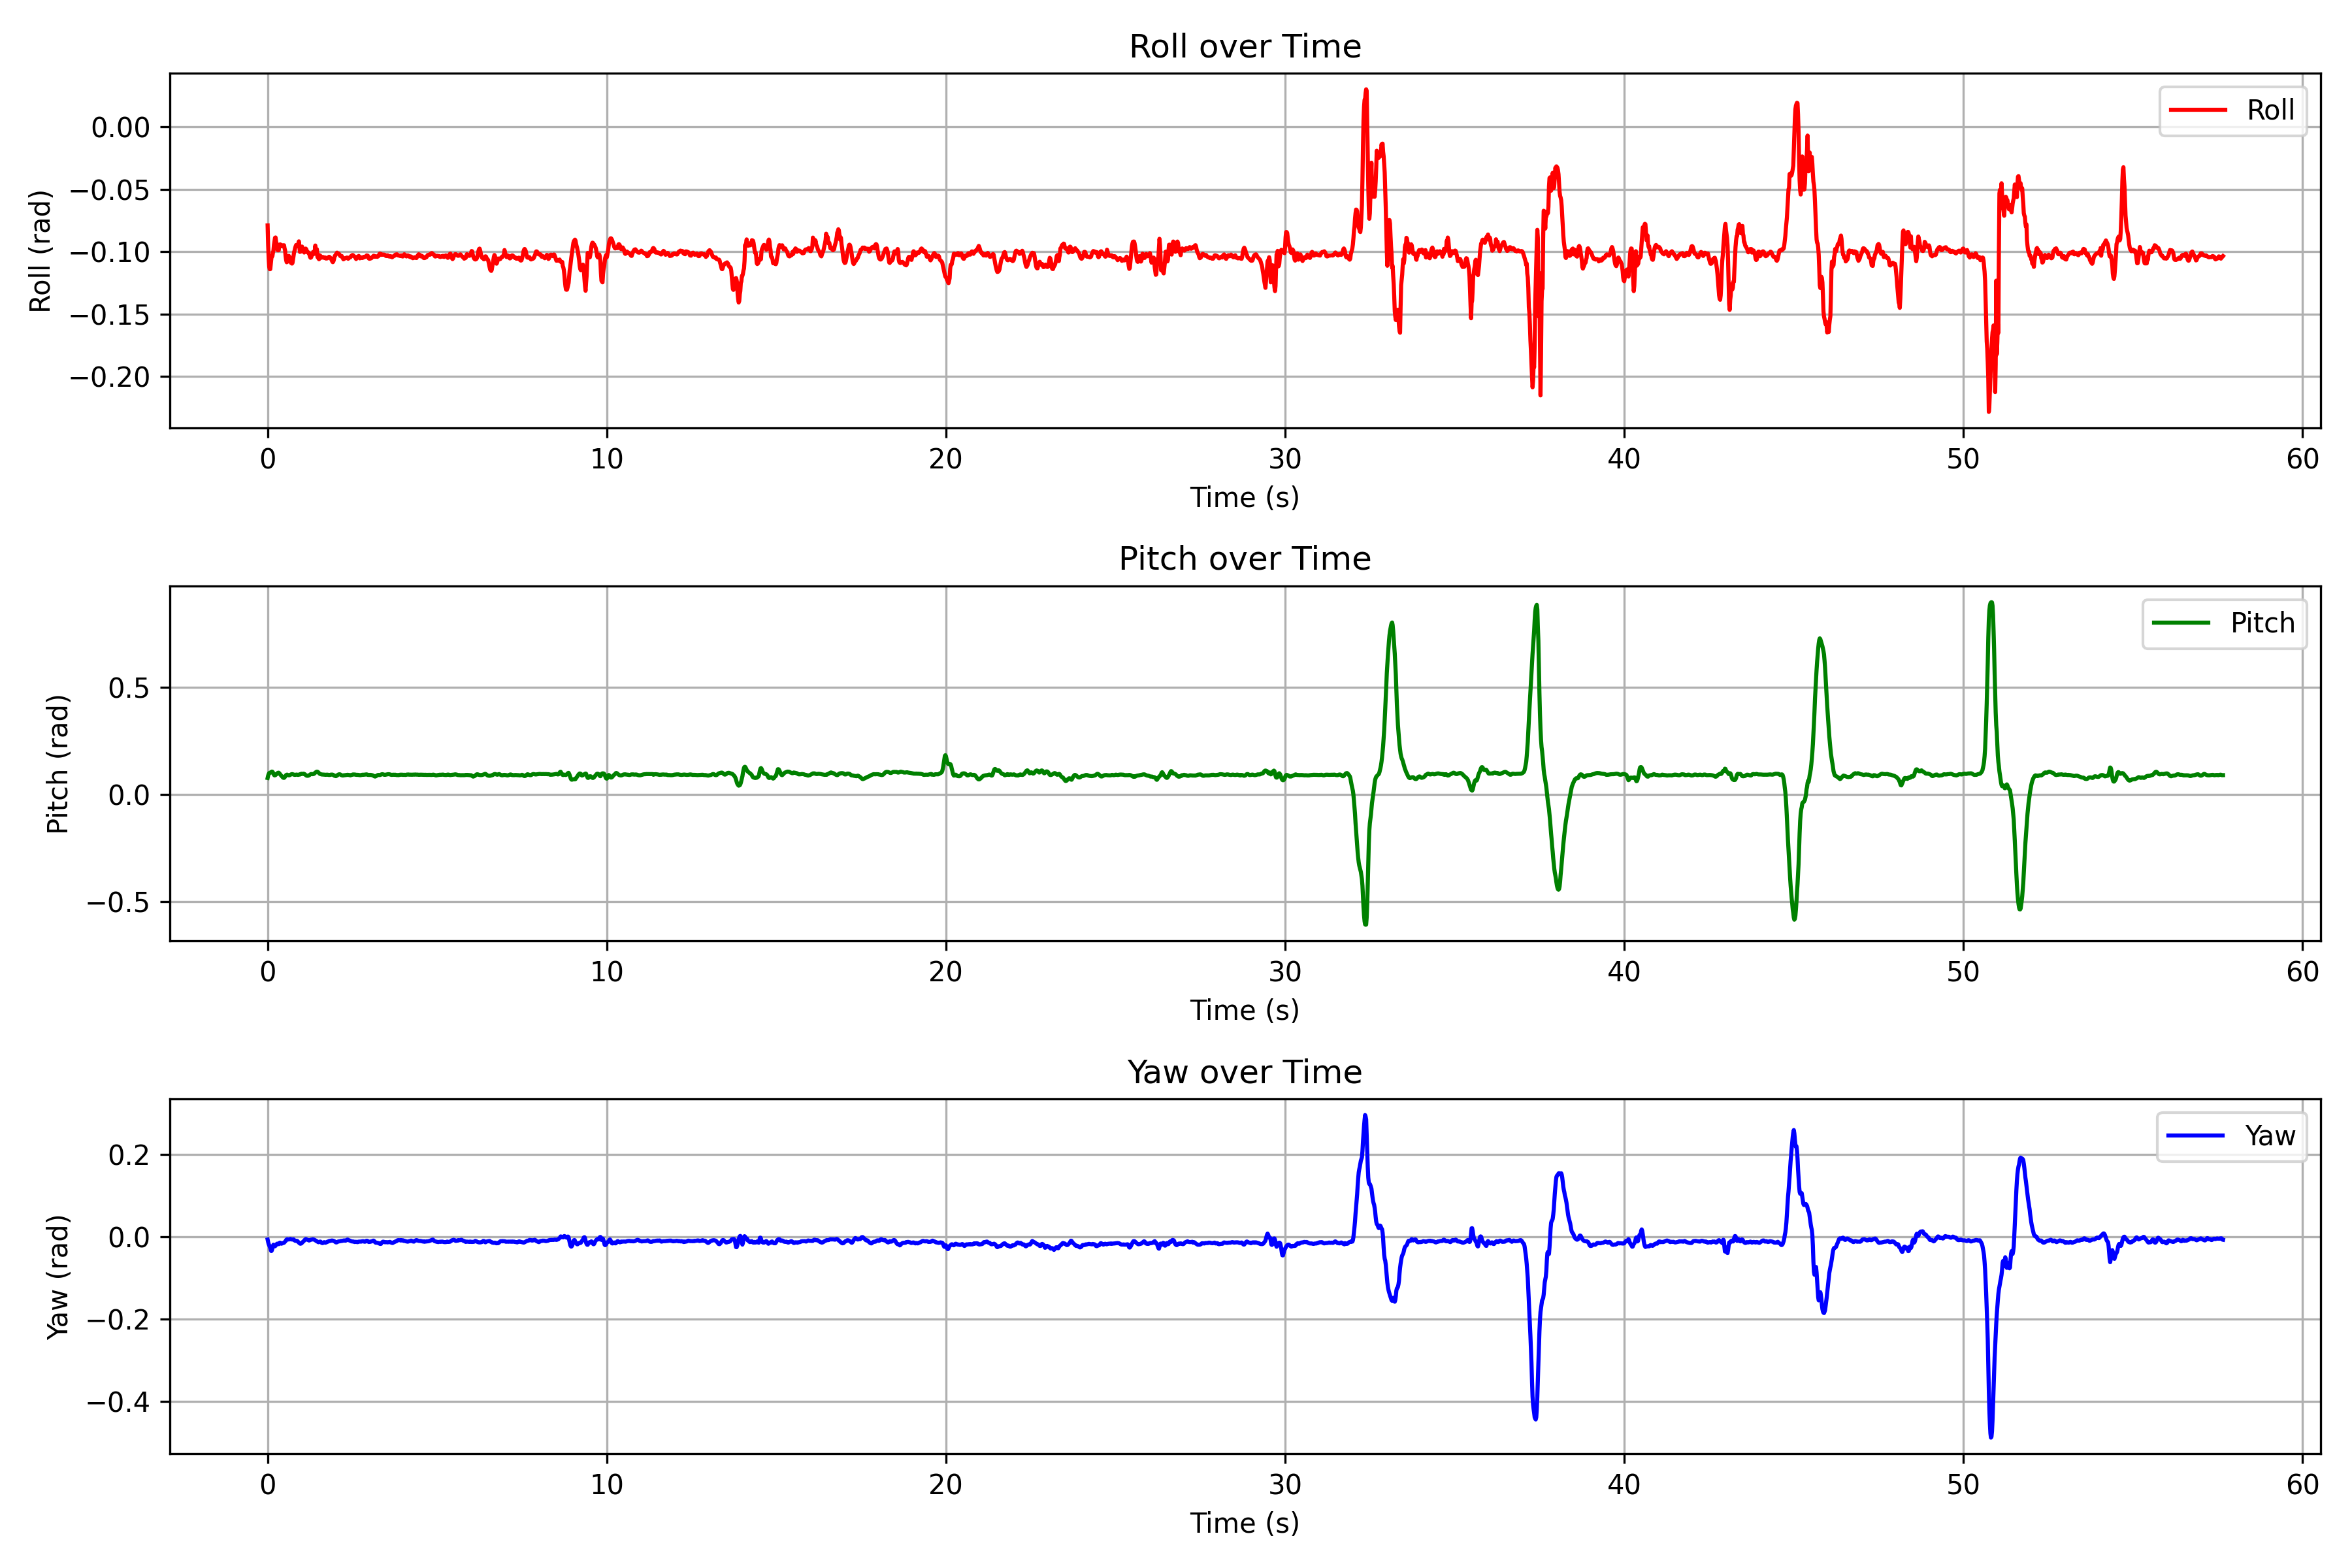 Roll over Time
Roll (rad)
0.00
−0.05
−0.10
−0.15
−0.20
Roll
0 10 20 30 40 50 60
Time (s)
Pitch over Time
Pitch (rad)
0.5
0.0
−0.5
Pitch
0 10 20 30 40 50 60
Time (s)
Yaw over Time
Yaw (rad)
0.2
0.0
−0.2
−0.4
Yaw
0 10 20 30 40 50 60
Time (s)